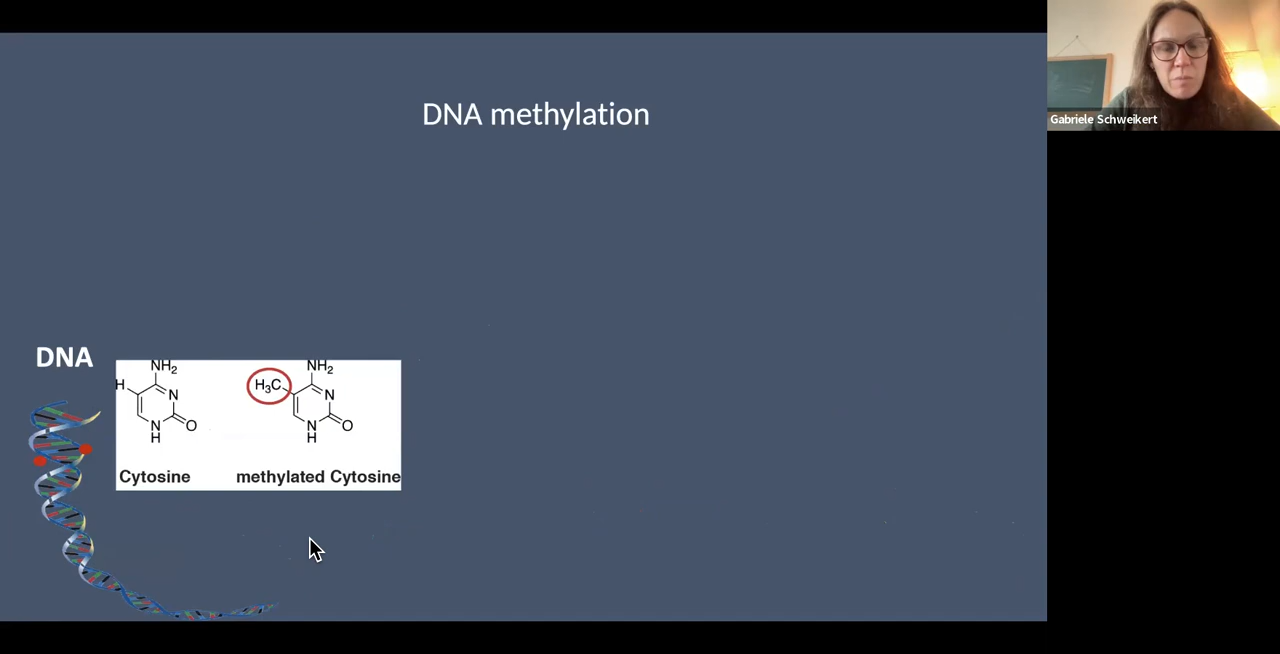 DNA methylation
Gabriele Schweikert
DNA
NH₂
NH₂
H
N
H₃C
N
N
H
O
N
H
O
Cytosine
methylated Cytosine